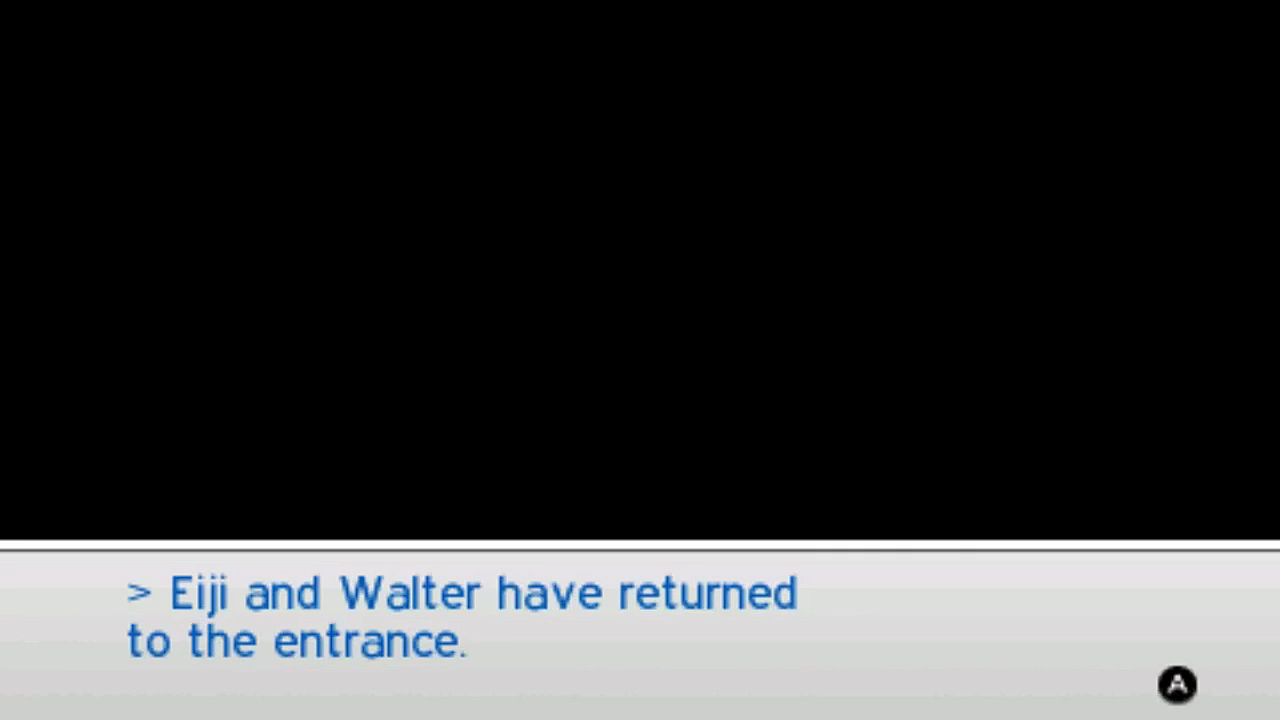 > Eiji and Walter have returned
to the entrance.
A